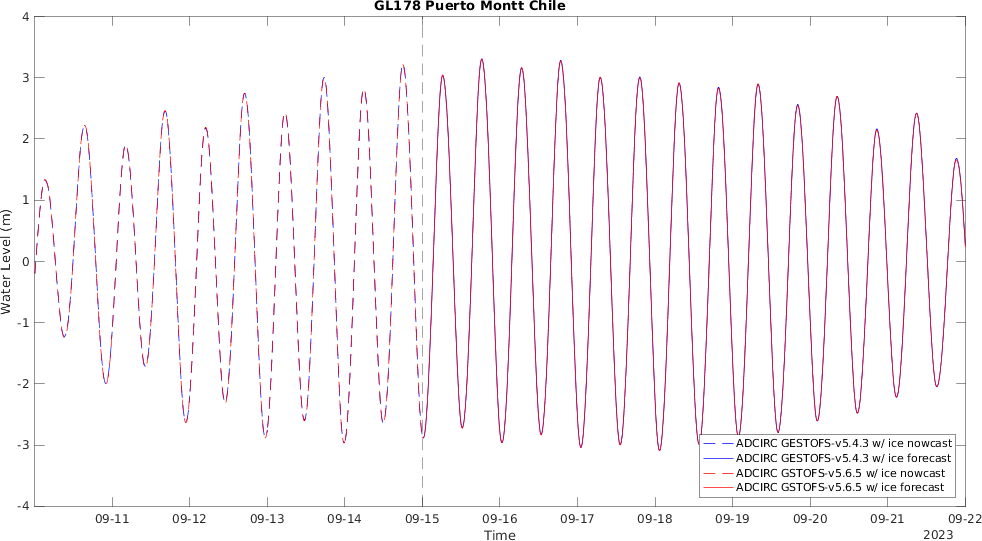 GL178 Puerto Montt Chile
4
3
2
1
0
-1
-2
-3
-4
Water Level (m)
ADCIRC GESTOFS-v5.4.3 w/ ice nowcast
ADCIRC GESTOFS-v5.4.3 w/ ice forecast
ADCIRC GSTOFS-v5.6.5 w/ ice nowcast
ADCIRC GSTOFS-v5.6.5 w/ ice forecast
09-11 09-12 09-13 09-14 09-15 09-16 09-17 09-18 09-19 09-20 09-21 09-22
Time
2023